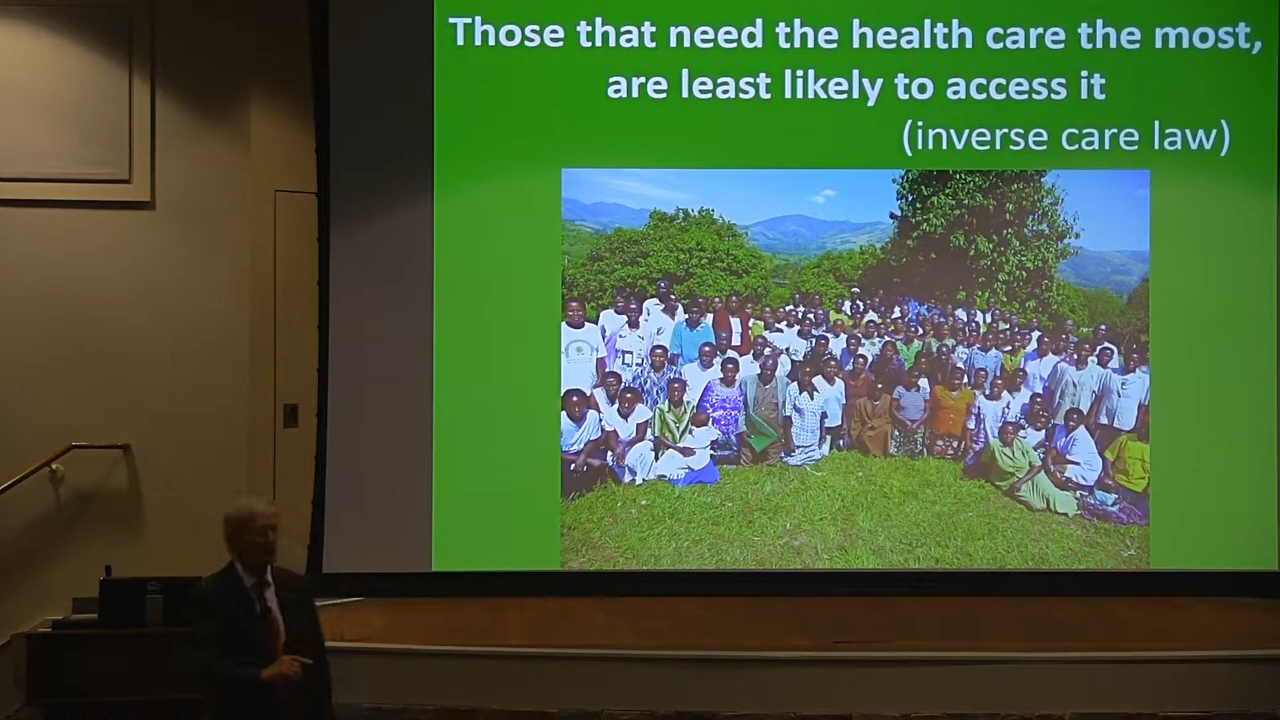 Those that need the health care the most,
are least likely to access it
(inverse care law)